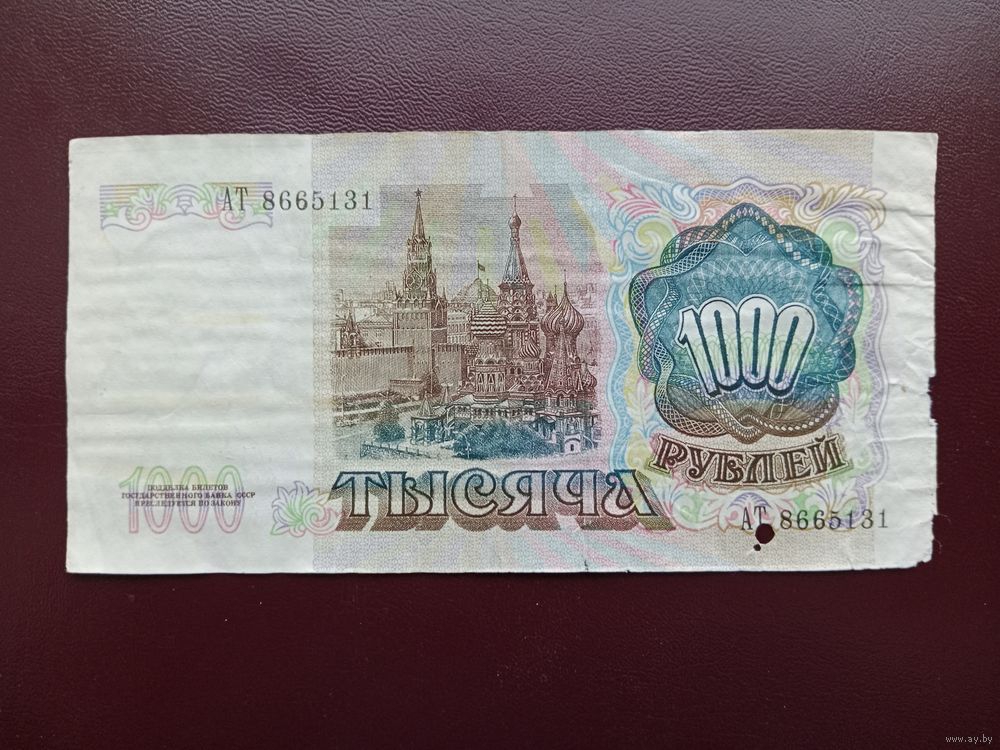 АТ 8665131
1000
РУБЛЕЙ
ТЫСЯЧА
1000
ПОДДЕЛКА БИЛЕТОВ
ГОСУДАРСТВЕННОГО БАНКА СССР
ПРЕСЛЕДУЕТСЯ ПО ЗАКОНУ
АТ 8665131
www.ay.by